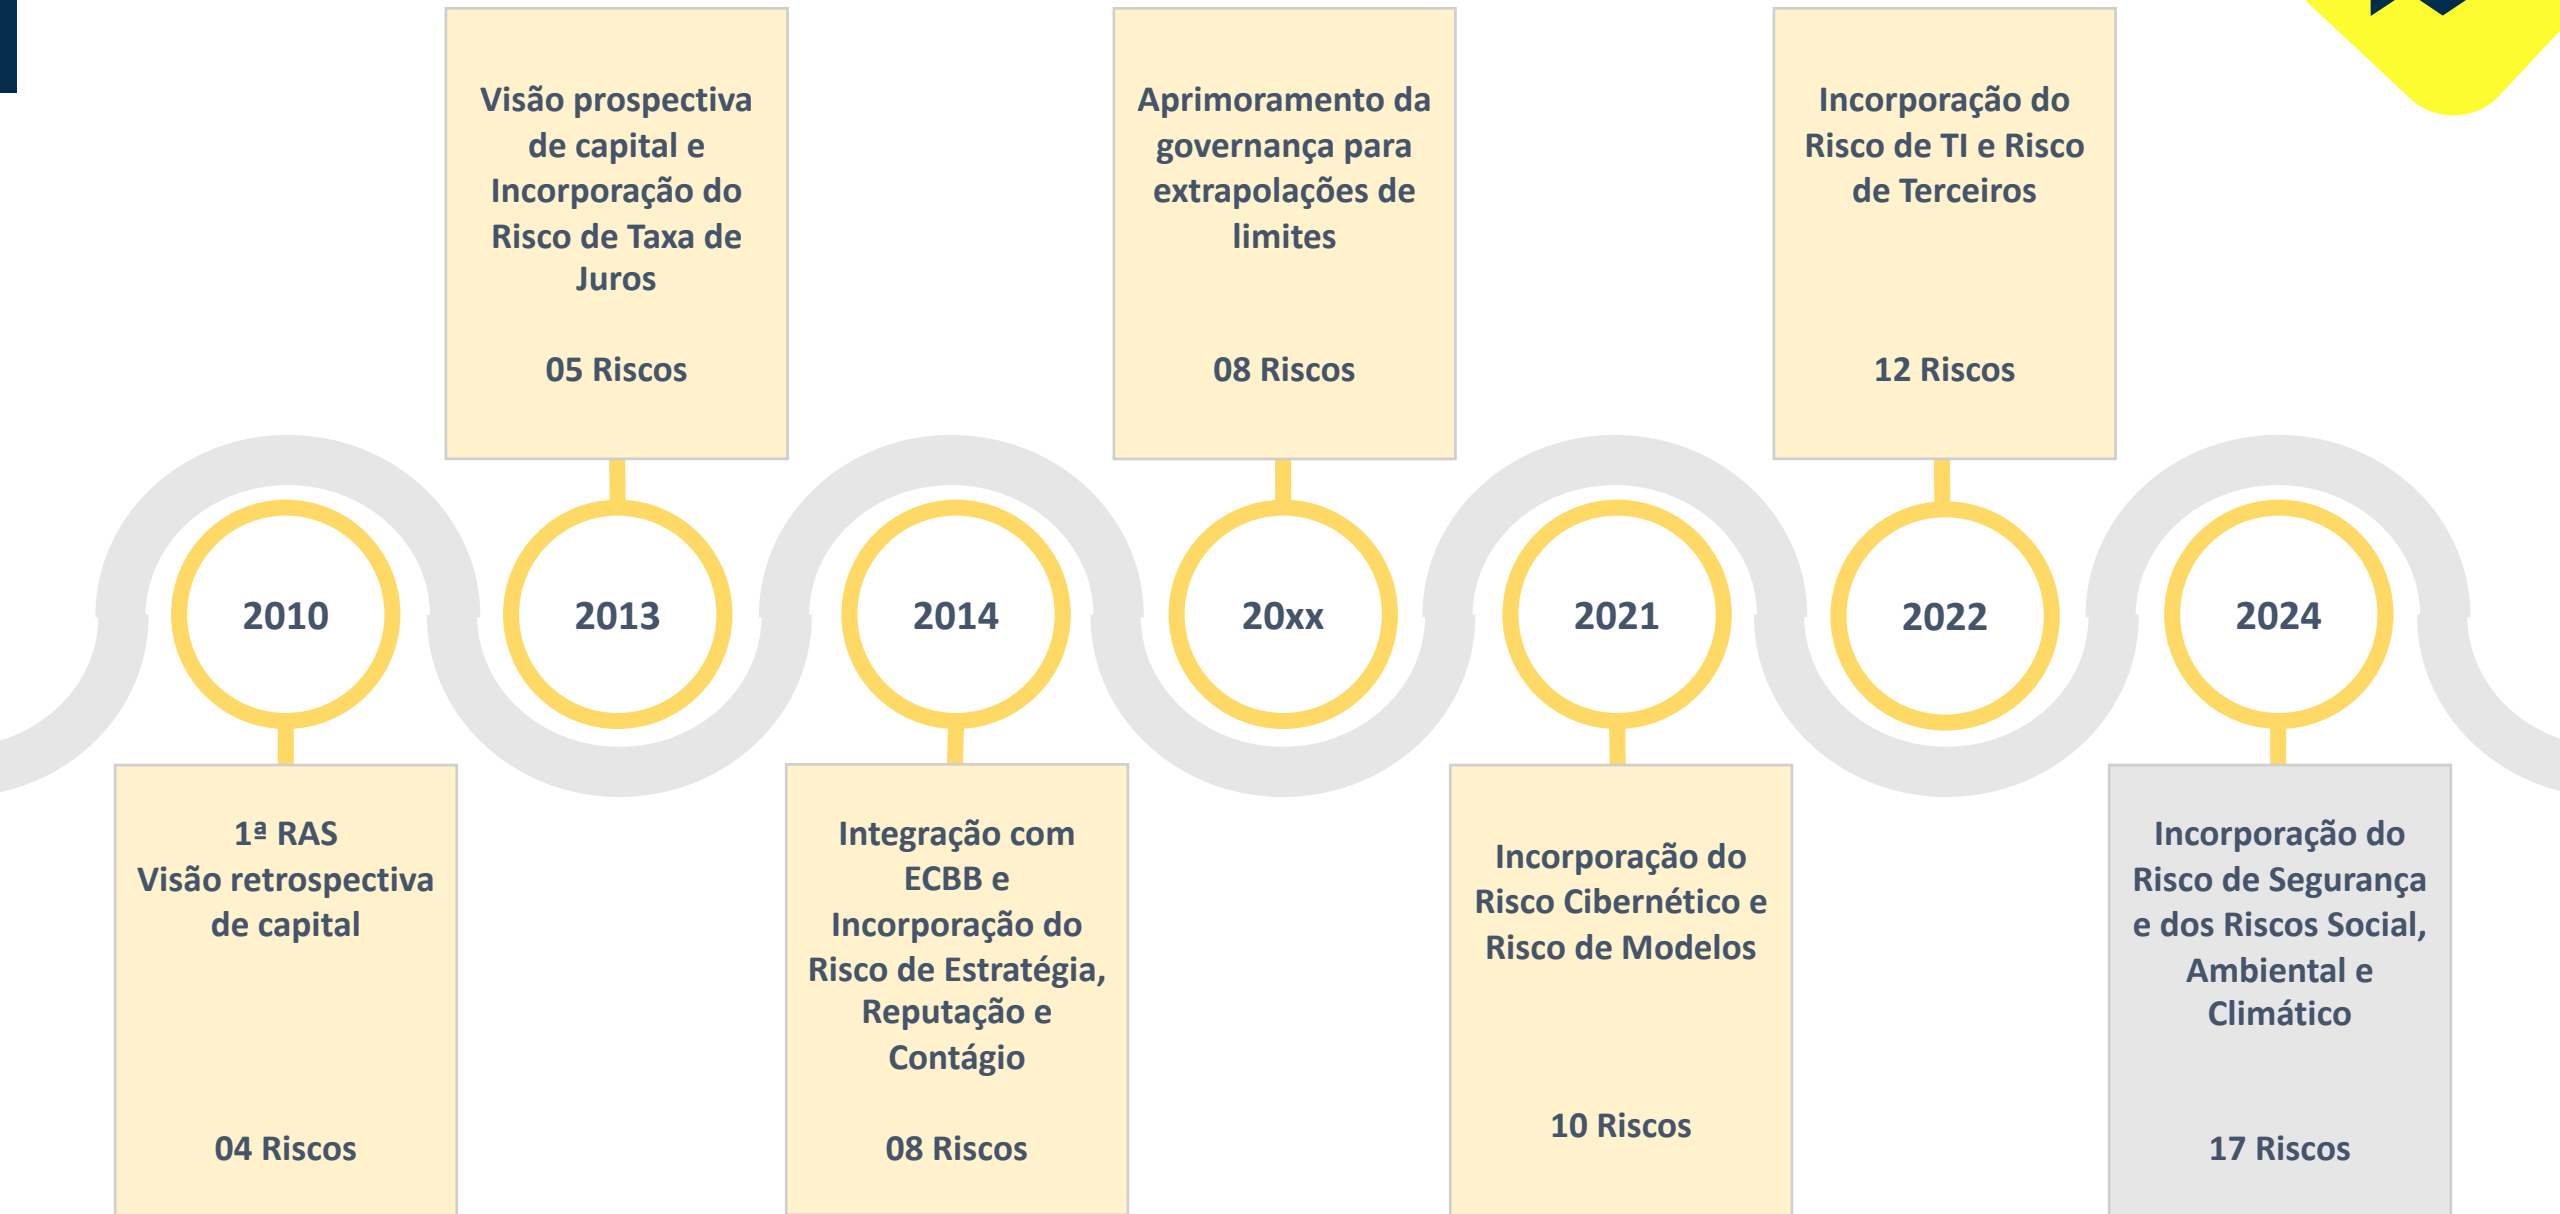 Visão prospectiva
de capital e
Incorporação do
Risco de Taxa de
Juros
05 Riscos
Aprimoramento da
governança para
extrapolações de
limites
08 Riscos
Incorporação do
Risco de TI e Risco
de Terceiros
12 Riscos
2010
2013
2014
20xx
2021
2022
2024
1ª RAS
Visão retrospectiva
de capital
04 Riscos
Integração com
ECBB e
Incorporação do
Risco de Estratégia,
Reputação e
Contágio
08 Riscos
Incorporação do
Risco Cibernético e
Risco de Modelos
10 Riscos
Incorporação do
Risco de Segurança
e dos Riscos Social,
Ambiental e
Climático
17 Riscos